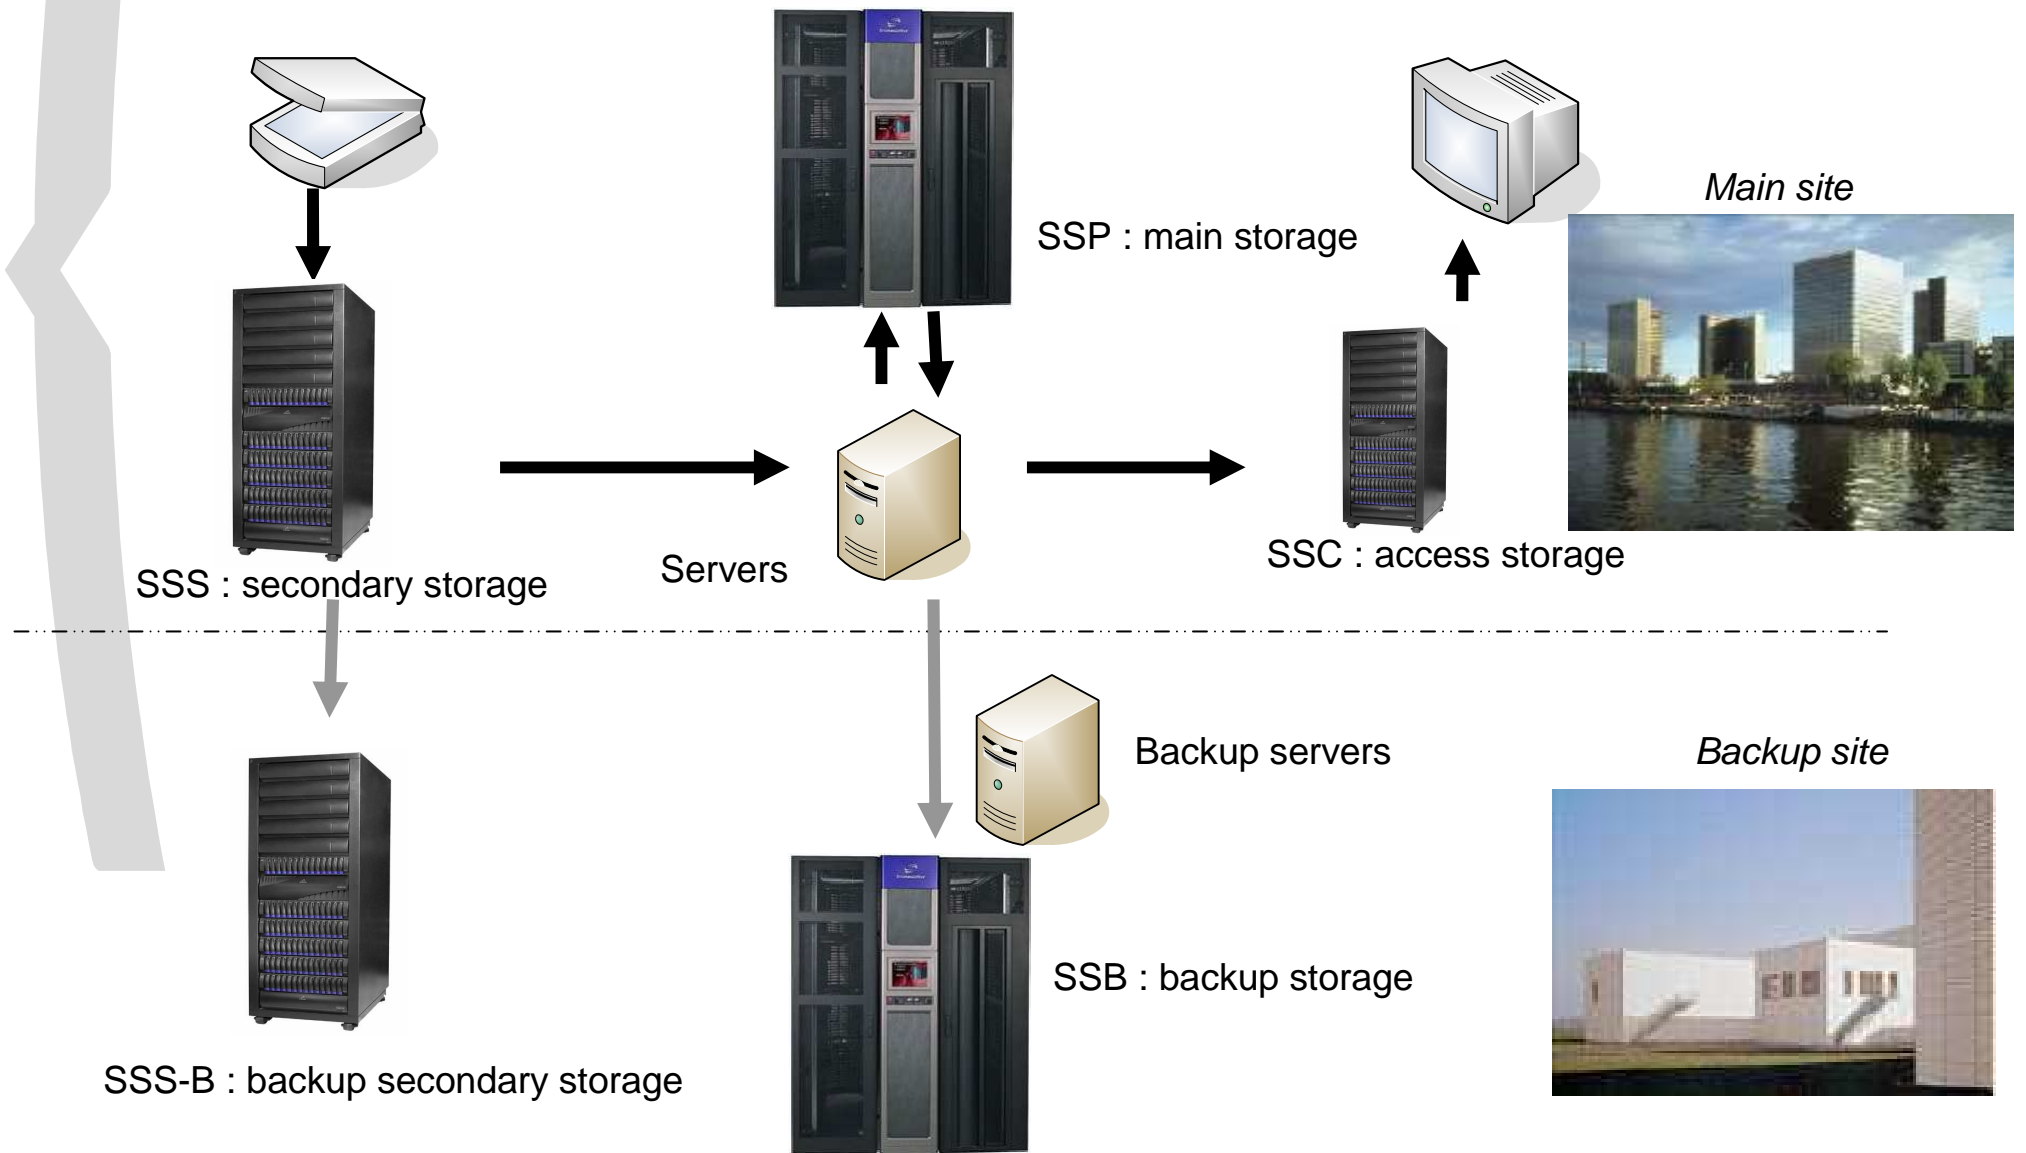 Main site
SSP : main storage
SSC : access storage
Servers
SSS : secondary storage
Backup servers
Backup site
SSB : backup storage
SSS-B : backup secondary storage